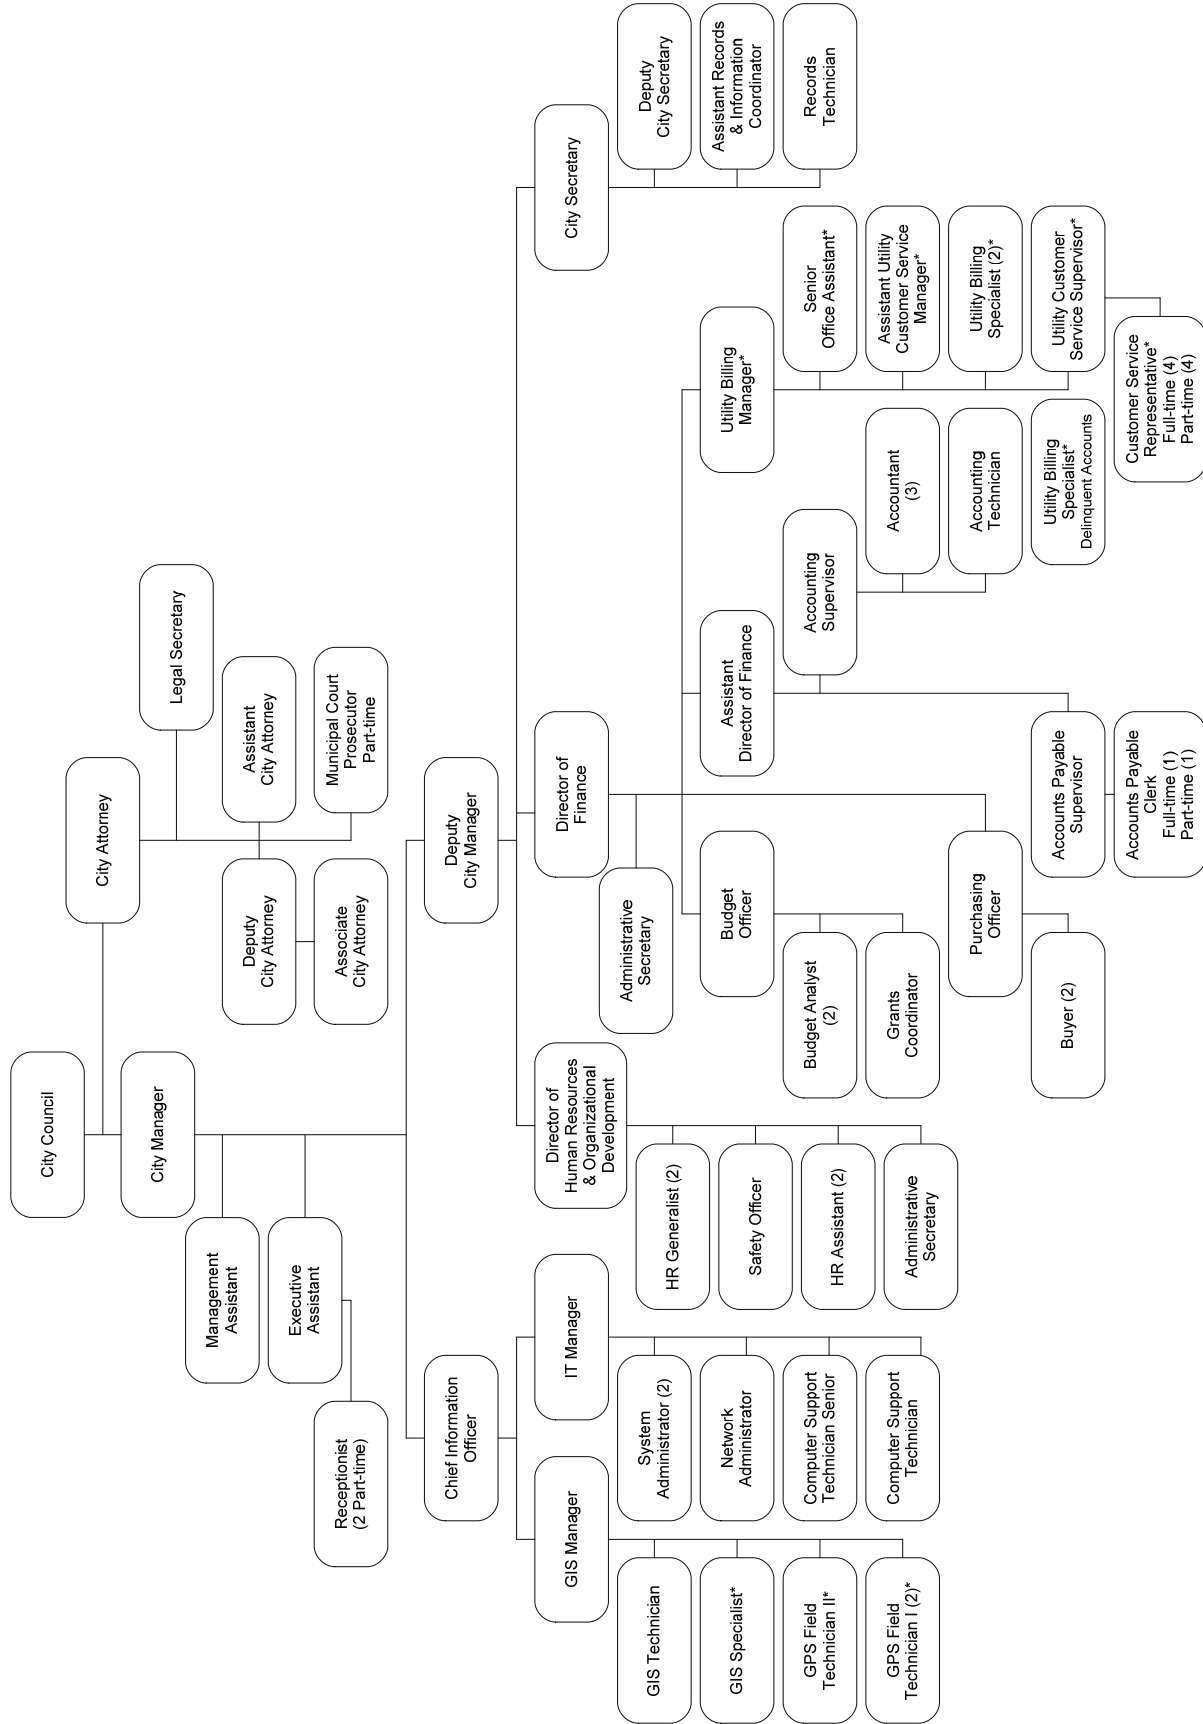 City Council
City Attorney
City Manager
Legal Secretary
Management
Assistant
Deputy
City Attorney
Assistant
City Attorney
Executive
Assistant
Associate
City Attorney
Municipal Court
Prosecutor
Part-time
Receptionist
(2 Part-time)
Chief Information
Officer
Deputy
City Manager
GIS Manager
IT Manager
Director of
Human Resources
& Organizational
Development
Director of
Finance
City Secretary
Administrative
Secretary
GIS Technician
System
Administrator (2)
HR Generalist (2)
Deputy
City Secretary
GIS Specialist*
Network
Administrator
Safety Officer
Budget
Officer
Assistant
Director of Finance
Utility Billing
Manager*
Assistant Records
& Information
Coordinator
GPS Field
Technician II*
Computer Support
Technician Senior
HR Assistant (2)
Budget Analyst
(2)
Accounting
Supervisor
Senior
Office Assistant*
Records
Technician
GPS Field
Technician I (2)*
Computer Support
Technician
Administrative
Secretary
Grants
Coordinator
Accountant
(3)
Assistant Utility
Customer Service
Manager*
Purchasing
Officer
Accounting
Technician
Utility Billing
Specialist (2)*
Buyer (2)
Accounts Payable
Supervisor
Utility Billing
Specialist*
Delinquent Accounts
Utility Customer
Service Supervisor*
Accounts Payable
Clerk
Full-time (1)
Part-time (1)
Customer Service
Representative*
Full-time (4)
Part-time (4)